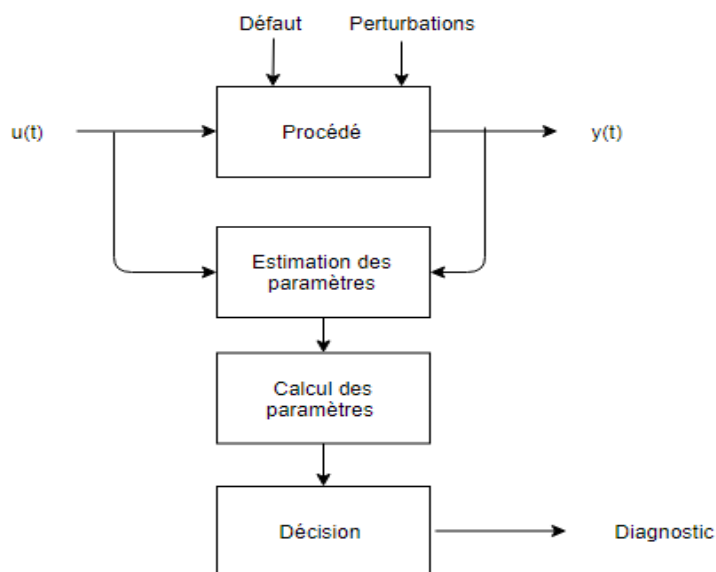 Défaut
Perturbations
u(t)
Procédé
y(t)
Estimation des
paramètres
Calcul des
paramètres
Décision
Diagnostic